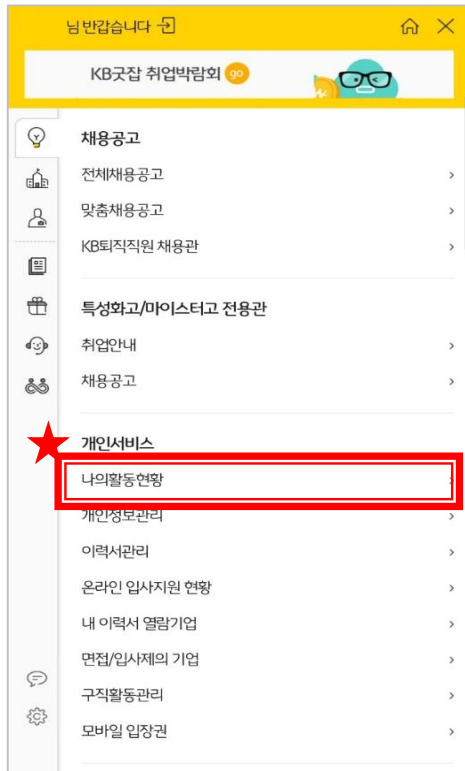 님 반갑습니다
KB굿잡 취업박람회 go
채용공고
전체채용공고
맞춤채용공고
KB퇴직직원 채용관
특성화고/마이스터고 전용관
취업안내
채용공고
개인서비스
나의활동현황
개인정보관리
이력서관리
온라인 입사지원 현황
내 이력서 열람기업
면접/입사제의 기업
구직활동관리
모바일 입장권